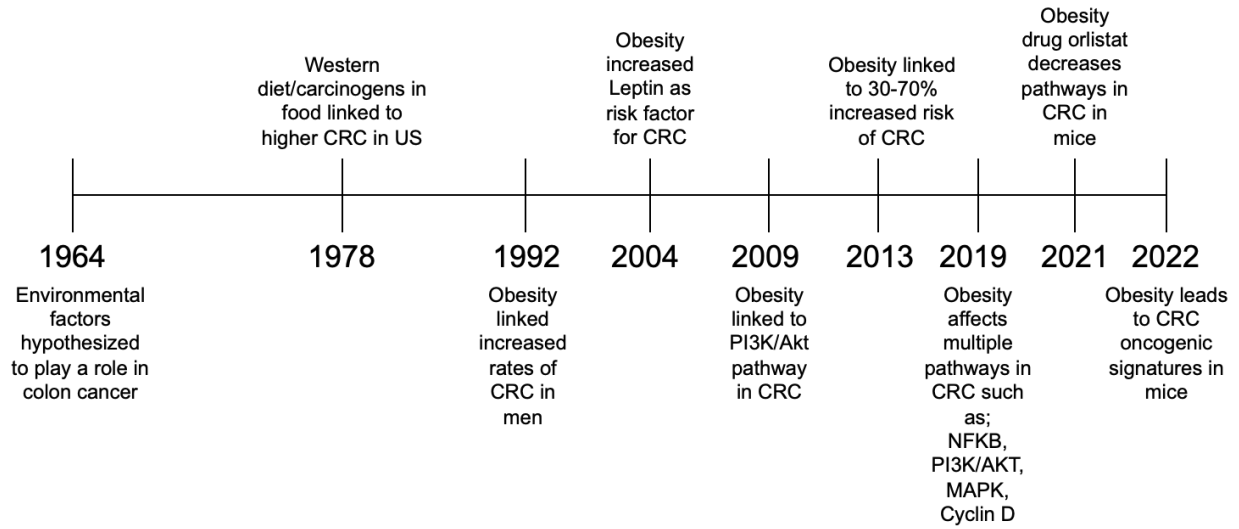 1964
Environmental
factors
hypothesized
to play a role in
colon cancer
Western
diet/carcinogens in
food linked to
higher CRC in US
1978
1992
Obesity
linked
increased
rates of
CRC in
men
Obesity
increased
Leptin as
risk factor
for CRC
2004
2009
Obesity
linked to
PI3K/Akt
pathway
in CRC
Obesity linked
to 30-70%
increased risk
of CRC
2013
2019
Obesity
affects
multiple
pathways in
CRC such
as;
NFKB,
PI3K/AKT,
MAPK,
Cyclin D
Obesity
drug orlistat
decreases
pathways in
CRC in
mice
2021
2022
Obesity leads
to CRC
oncogenic
signatures in
mice